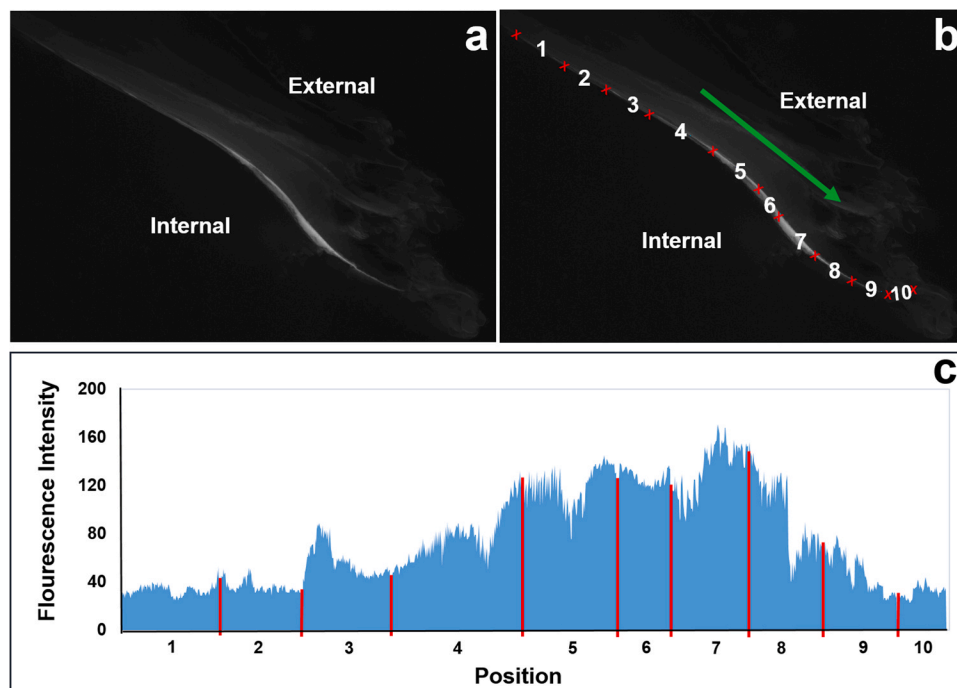 a
External
Internal
b
1
2
3
4
5
6
7
8
9
10
External
Internal
c
Flourescence Intensity
200
160
120
80
40
0
1 2 3 4 5 6 7 8 9 10
Position